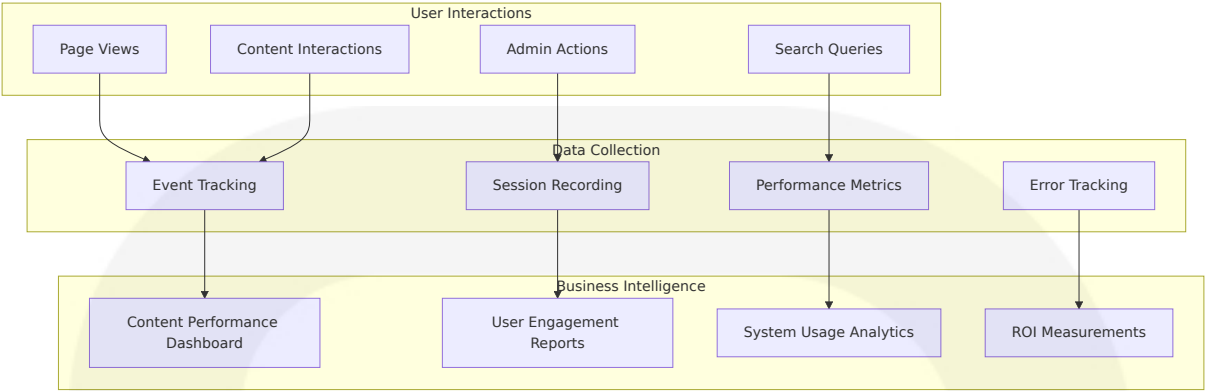 User Interactions
Page Views
Content Interactions
Admin Actions
Search Queries
Data Collection
Event Tracking
Session Recording
Performance Metrics
Error Tracking
Business Intelligence
Content Performance
Dashboard
User Engagement
Reports
System Usage Analytics
ROI Measurements